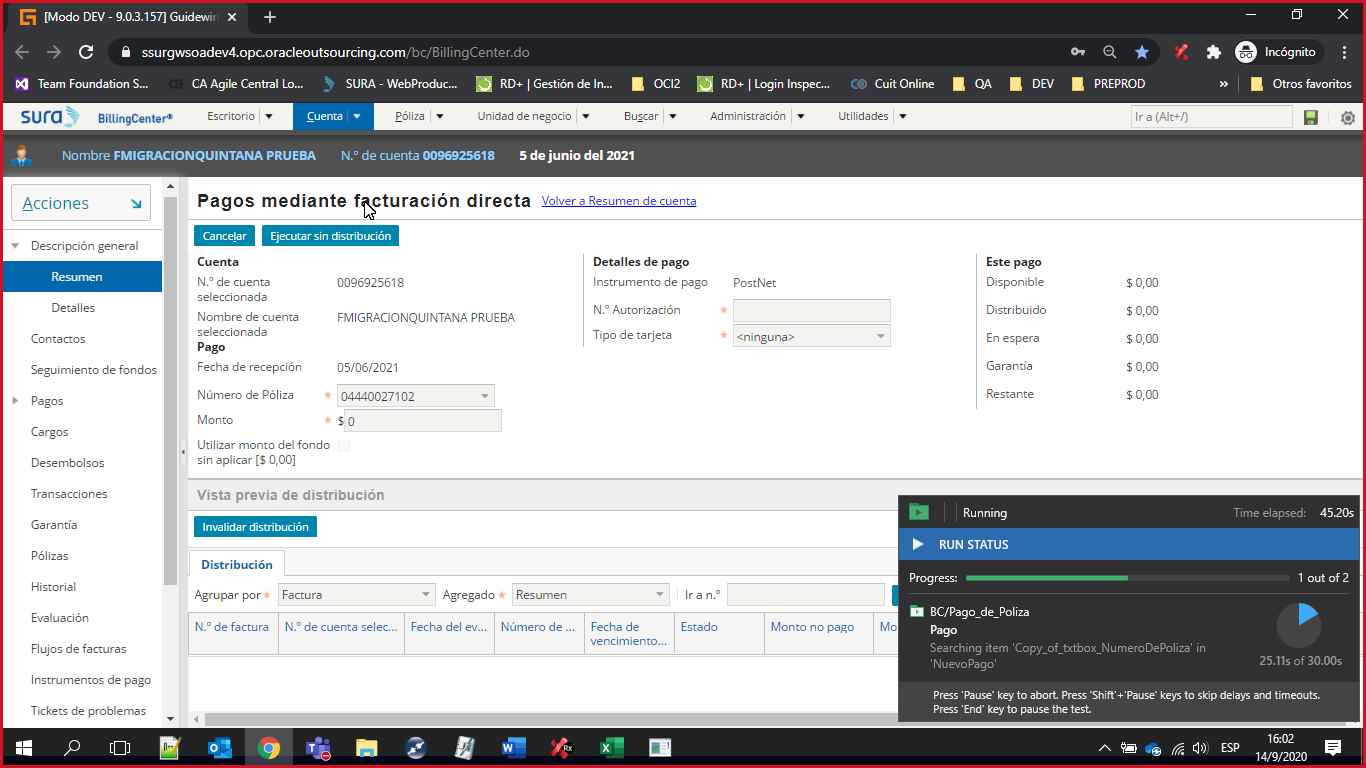 [Modo DEV - 9.0.3.157] Guidewir
ssurgwsoadev4.opc.oracleoutsourcing.com/bc/BillingCenter.do
Incógnito
Team Foundation S...
CA Agile Central Lo...
SURA - WebProduc...
RD+ | Gestión de In...
OCI2
RD+ | Login Inspec...
Cuit Online
QA
DEV
PREPROD
»
Otros favoritos
sura
BillingCenter®
Escritorio
Cuenta
Póliza
Unidad de negocio
Buscar
Administración
Utilidades
Ir a (Alt+/)
Nombre FMIGRACIONQUINTANA PRUEBA
N.º de cuenta 0096925618
5 de junio del 2021
Acciones
Descripción general
Resumen
Detalles
Contactos
Seguimiento de fondos
Pagos
Cargos
Desembolsos
Transacciones
Garantía
Pólizas
Historial
Evaluación
Flujos de facturas
Instrumentos de pago
Tickets de problemas
Pagos mediante facturación directa
Volver a Resumen de cuenta
Cancelar
Ejecutar sin distribución
Cuenta
N.º de cuenta
seleccionada
0096925618
Nombre de cuenta
seleccionada
FMIGRACIONQUINTANA PRUEBA
Pago
Fecha de recepción
05/06/2021
Número de Póliza
*
04440027102
Monto
*
$ 0
Utilizar monto del fondo
sin aplicar [$ 0,00]
Detalles de pago
Instrumento de pago
PostNet
N.º Autorización
*
Tipo de tarjeta
*
<ninguna>
Este pago
Disponible
$ 0,00
Distribuido
$ 0,00
En espera
$ 0,00
Garantía
$ 0,00
Restante
$ 0,00
Vista previa de distribución
Invalidar distribución
Distribución
Agrupar por *
Factura
Agregado *
Resumen
Ir a n.º
N.º de factura
N.º de cuenta selec...
Fecha del ev...
Número de ...
Fecha de
vencimiento...
Estado
Monto no pago
Mo
Running
Time elapsed: 45.20s
RUN STATUS
Progress:
1 out of 2
BC/Pago_de_Poliza
Pago
Searching item 'Copy_of_txtbox_NumeroDePoliza' in
'NuevoPago'
25.11s of 30.00s
Press 'Pause' key to abort. Press 'Shift'+'Pause' keys to skip delays and timeouts.
Press 'End' key to pause the test.
ESP
16:02
14/9/2020